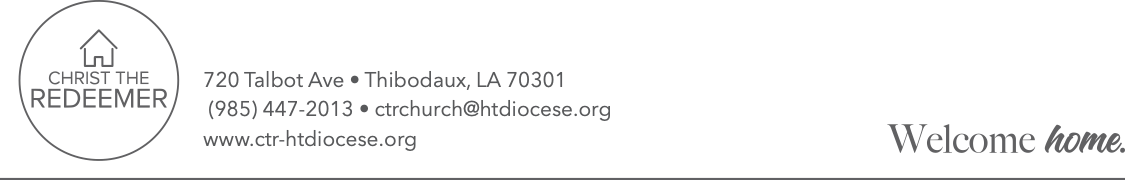 CHRIST THE
REDEEMER
720 Talbot Ave • Thibodaux, LA 70301
(985) 447-2013 • ctrchurch@htdiocese.org
www.ctr-htdiocese.org
Welcome home.